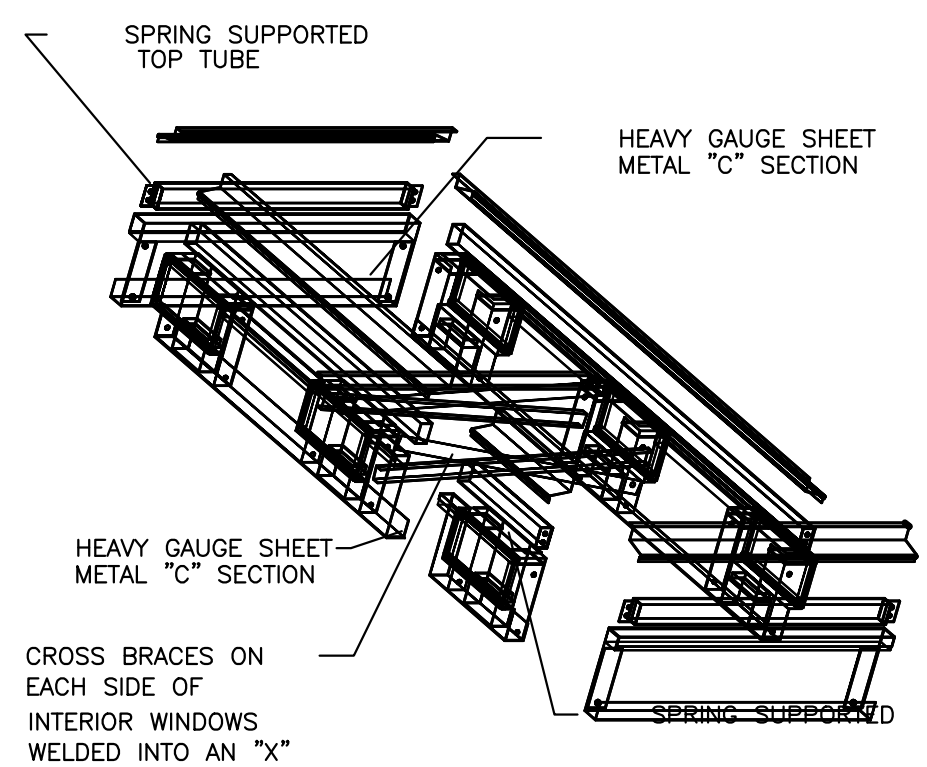 SPRING SUPPORTED
TOP TUBE
HEAVY GAUGE SHEET
METAL "C" SECTION
HEAVY GAUGE SHEET
METAL "C" SECTION
CROSS BRACES ON
EACH SIDE OF
INTERIOR WINDOWS
WELDED INTO AN "X"
SPRING SUPPORTED